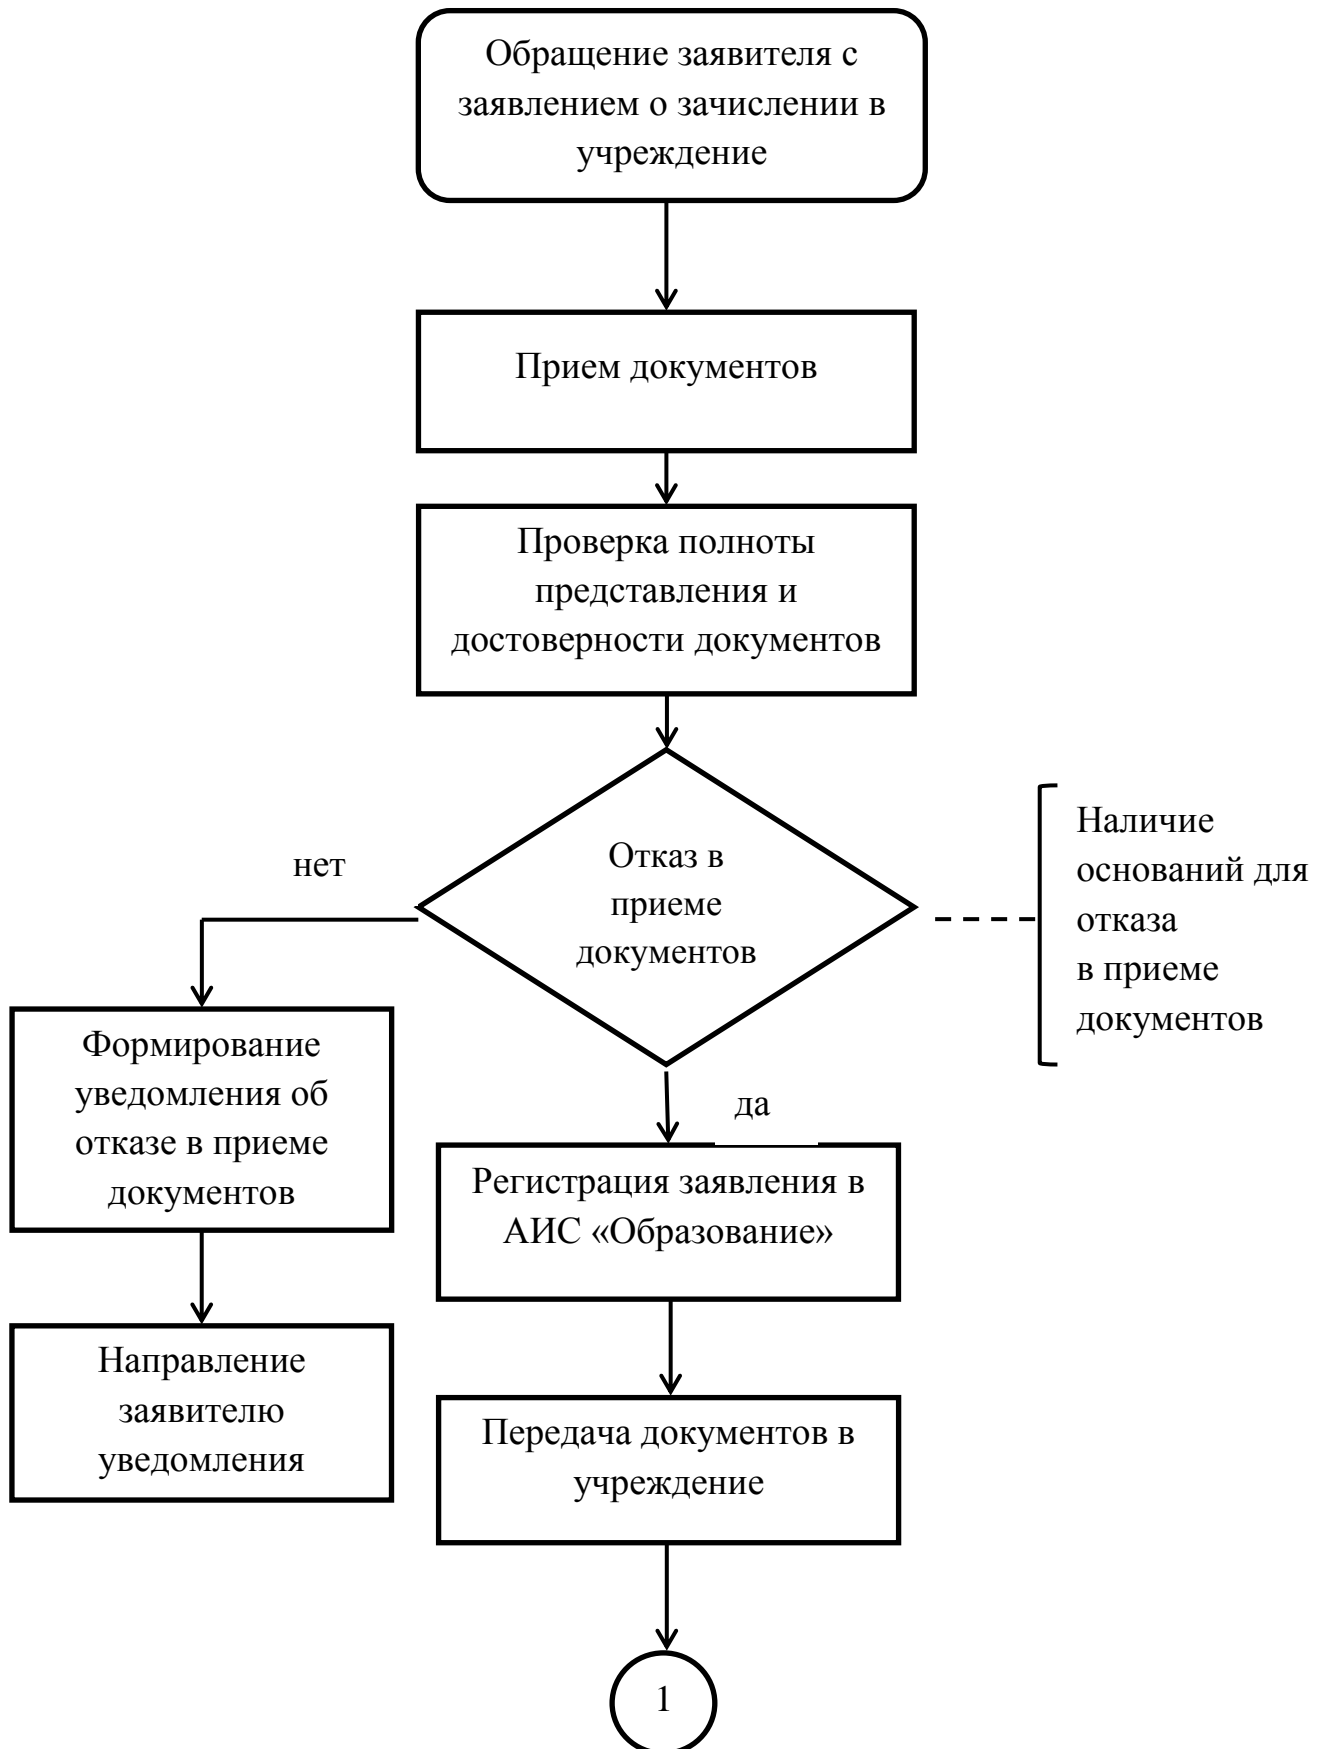 Обращение заявителя с
заявлением о зачислении в
учреждение
Прием документов
Проверка полноты
представления и
достоверности документов
Отказ в
приеме
документов
нет
Наличие
оснований для
отказа
в приеме
документов
Формирование
уведомления об
отказе в приеме
документов
да
Регистрация заявления в
АИС «Образование»
Направление
заявителю
уведомления
Передача документов в
учреждение
1